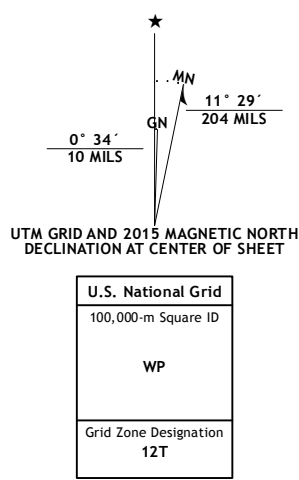 MN
GN
11° 29´
204 MILS
0° 34´
10 MILS
UTM GRID AND 2015 MAGNETIC NORTH
DECLINATION AT CENTER OF SHEET
U.S. National Grid
100,000-m Square ID
WP
Grid Zone Designation
12T